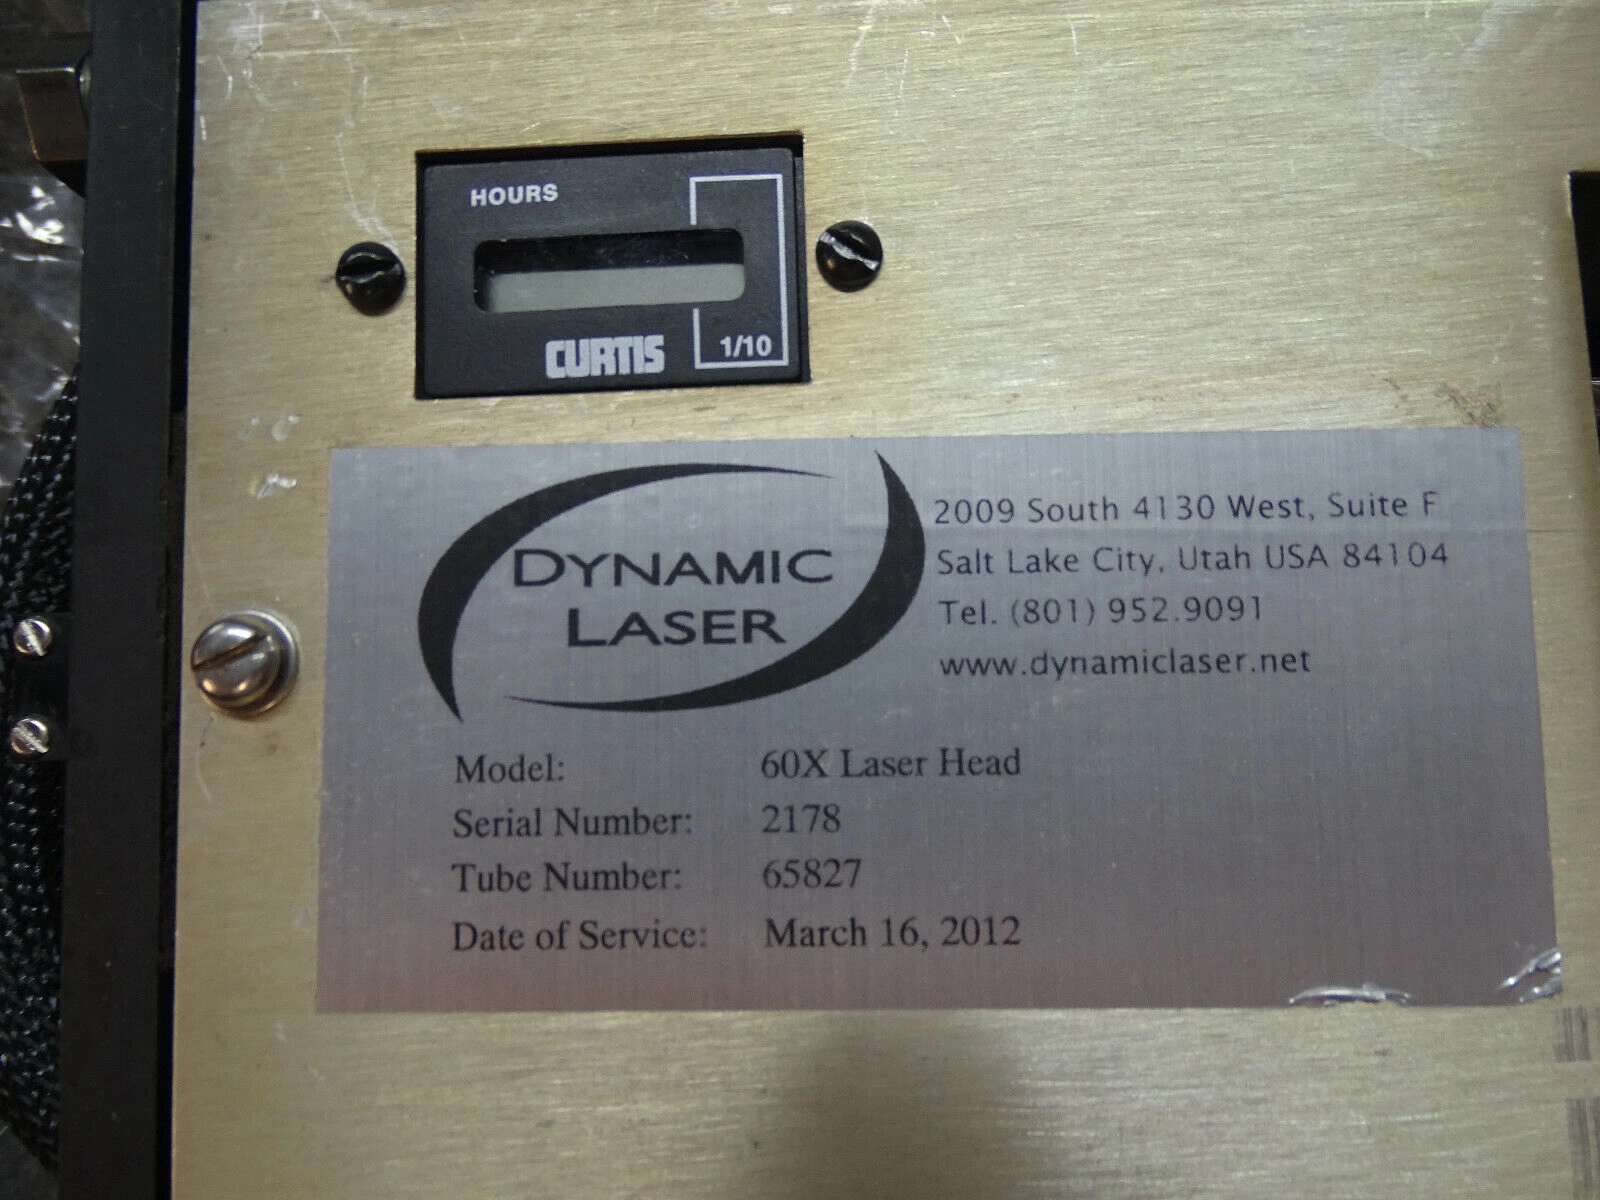 HOURS
CURTIS
1/10
DYNAMIC
LASER
2009 South 4130 West, Suite F
Salt Lake City, Utah USA 84104
Tel. (801) 952.9091
www.dynamiclaser.net
Model: 60X Laser Head
Serial Number: 2178
Tube Number: 65827
Date of Service: March 16, 2012